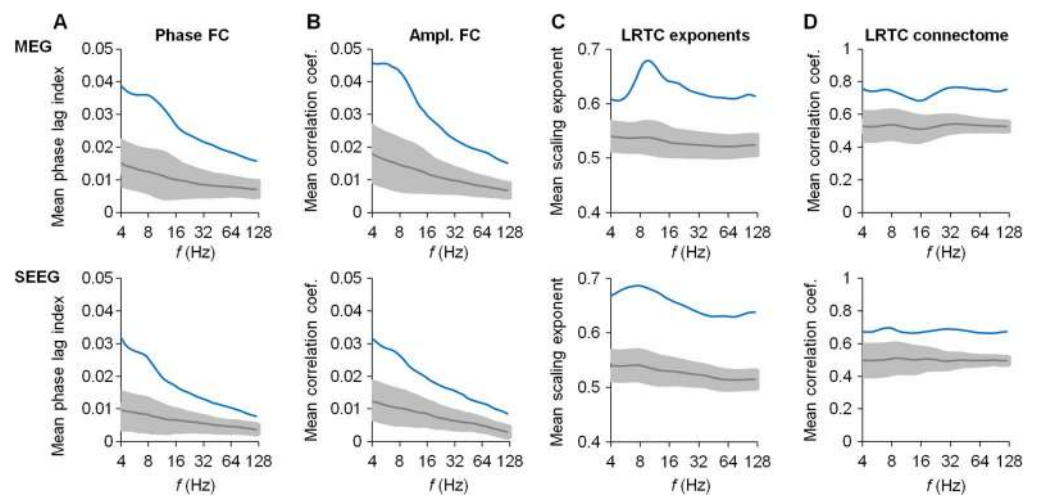 A B C D
MEG Phase FC Ampl. FC LRTC exponents LRTC connectome
Mean phase lag index
0.05
0.04
0.03
0.02
0.01
0
4 8 16 32 64 128
f (Hz)
Mean correlation coef.
0.05
0.04
0.03
0.02
0.01
0
4 8 16 32 64 128
f (Hz)
Mean scaling exponent
0.7
0.6
0.5
0.4
4 8 16 32 64 128
f (Hz)
Mean correlation coef.
1
0.8
0.6
0.4
0.2
0
4 8 16 32 64 128
f (Hz)
SEEG
Mean phase lag index
0.05
0.04
0.03
0.02
0.01
0
4 8 16 32 64 128
f (Hz)
Mean correlation coef.
0.05
0.04
0.03
0.02
0.01
0
4 8 16 32 64 128
f (Hz)
Mean scaling exponent
0.7
0.6
0.5
0.4
4 8 16 32 64 128
f (Hz)
Mean correlation coef.
1
0.8
0.6
0.4
0.2
0
4 8 16 32 64 128
f (Hz)